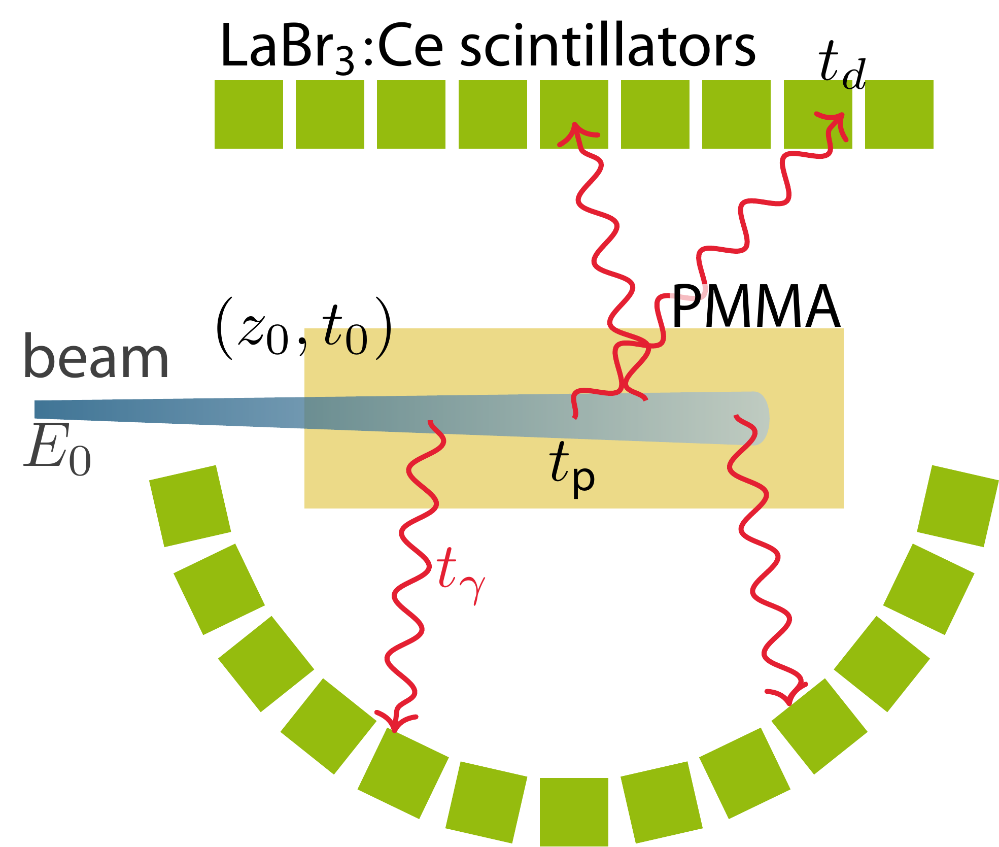 LaBr₃:Ce scintillators
t_d
PMMA
(z₀, t₀)
beam
E₀
t_p
t_γ